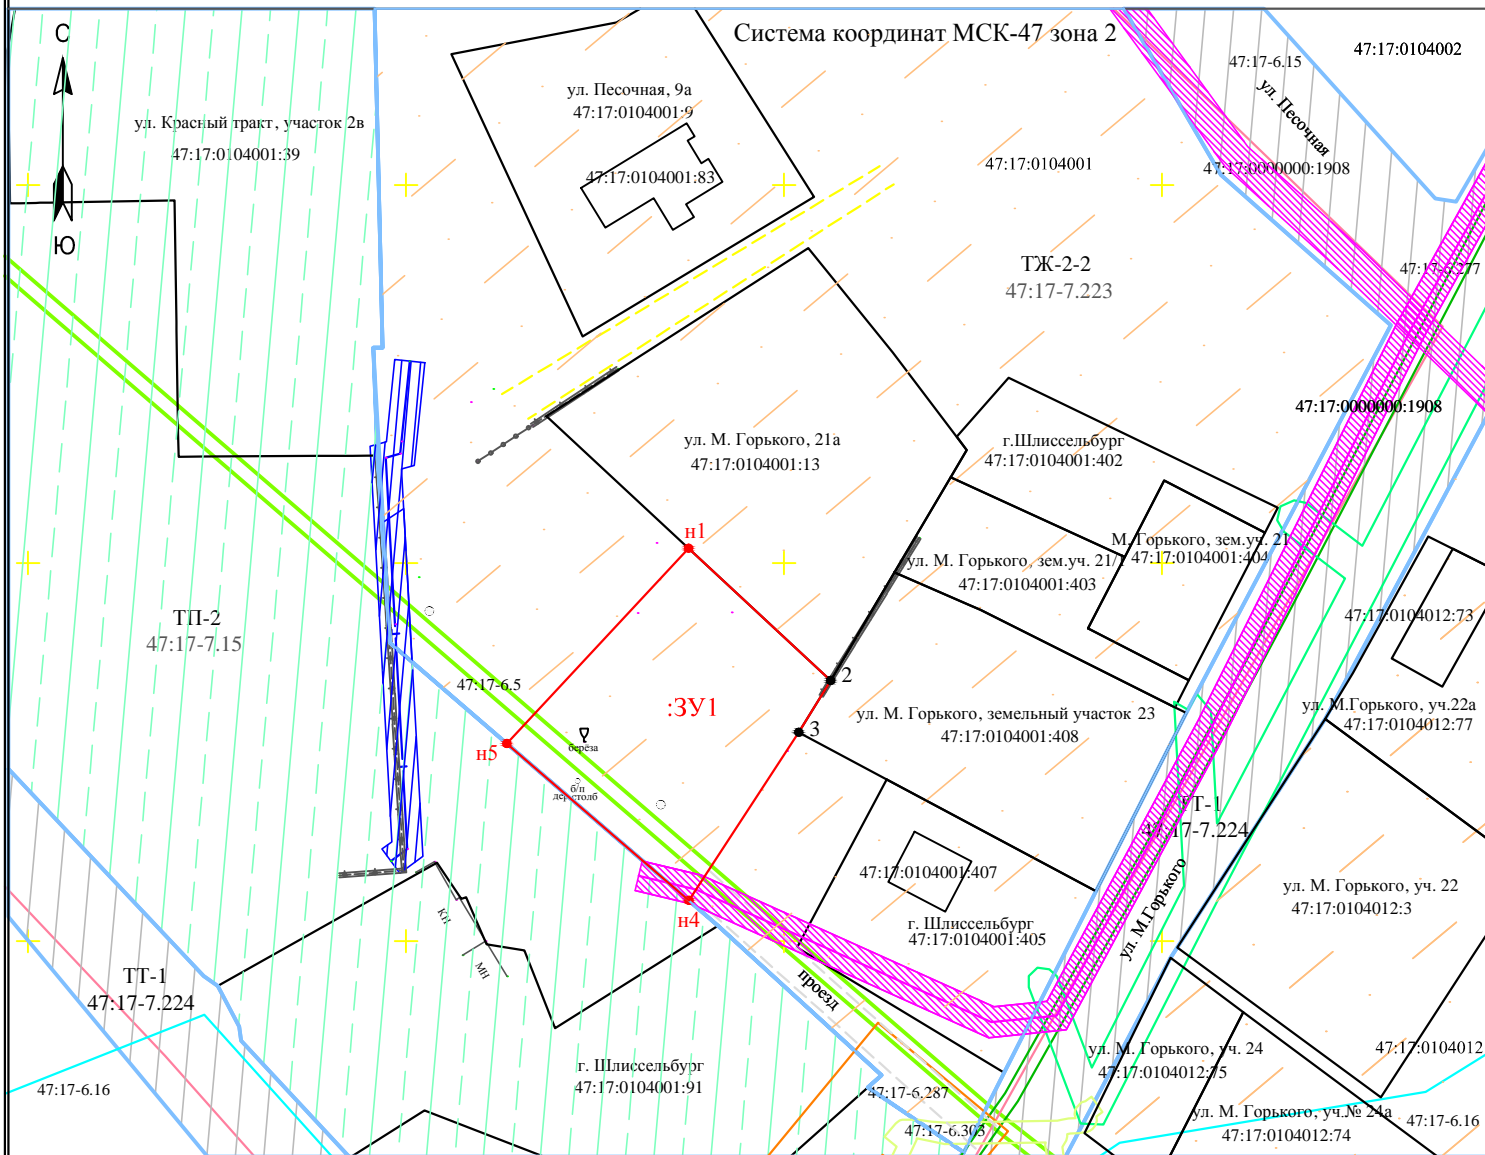 Система координат МСК-47 зона 2
С
Ю
47:17:0104002
47:17-6.15
ул. Песочная
ул. Песочная, 9а
47:17:0104001:9
47:17:0104001:83
ул. Красный тракт, участок 2в
47:17:0104001:39
47:17:0104001
47:17:0000000:1908
ТЖ-2-2
47:17-7.223
47:17-6.277
47:17:0000000:1908
ул. М. Горького, 21а
47:17:0104001:13
г.Шлиссельбург
47:17:0104001:402
н1
М. Горького, зем.уч. 21
47:17:0104001:404
ул. М. Горького, зем.уч. 21/1
47:17:0104001:403
ТП-2
47:17-7.15
47:17:0104012:73
47:17-6.5
2
:ЗУ1
3
ул. М. Горького, земельный участок 23
47:17:0104001:408
ул. М.Горького, уч.22а
47:17:0104012:77
н5
берёза
б/п
дер.столб
ТТ-1
47:17-7.224
47:17:0104001:407
ул. М. Горького, уч. 22
47:17:0104012:3
н4
г. Шлиссельбург
47:17:0104001:405
ул. М.Горького
КН
МН
проезд
ТТ-1
47:17-7.224
г. Шлиссельбург
47:17:0104001:91
47:17-6.16
47:17-6.287
47:17-6.303
ул. М. Горького, уч. 24
47:17:0104012:75
47:17:0104012
ул. М. Горького, уч.№ 24а
47:17:0104012:74
47:17-6.16